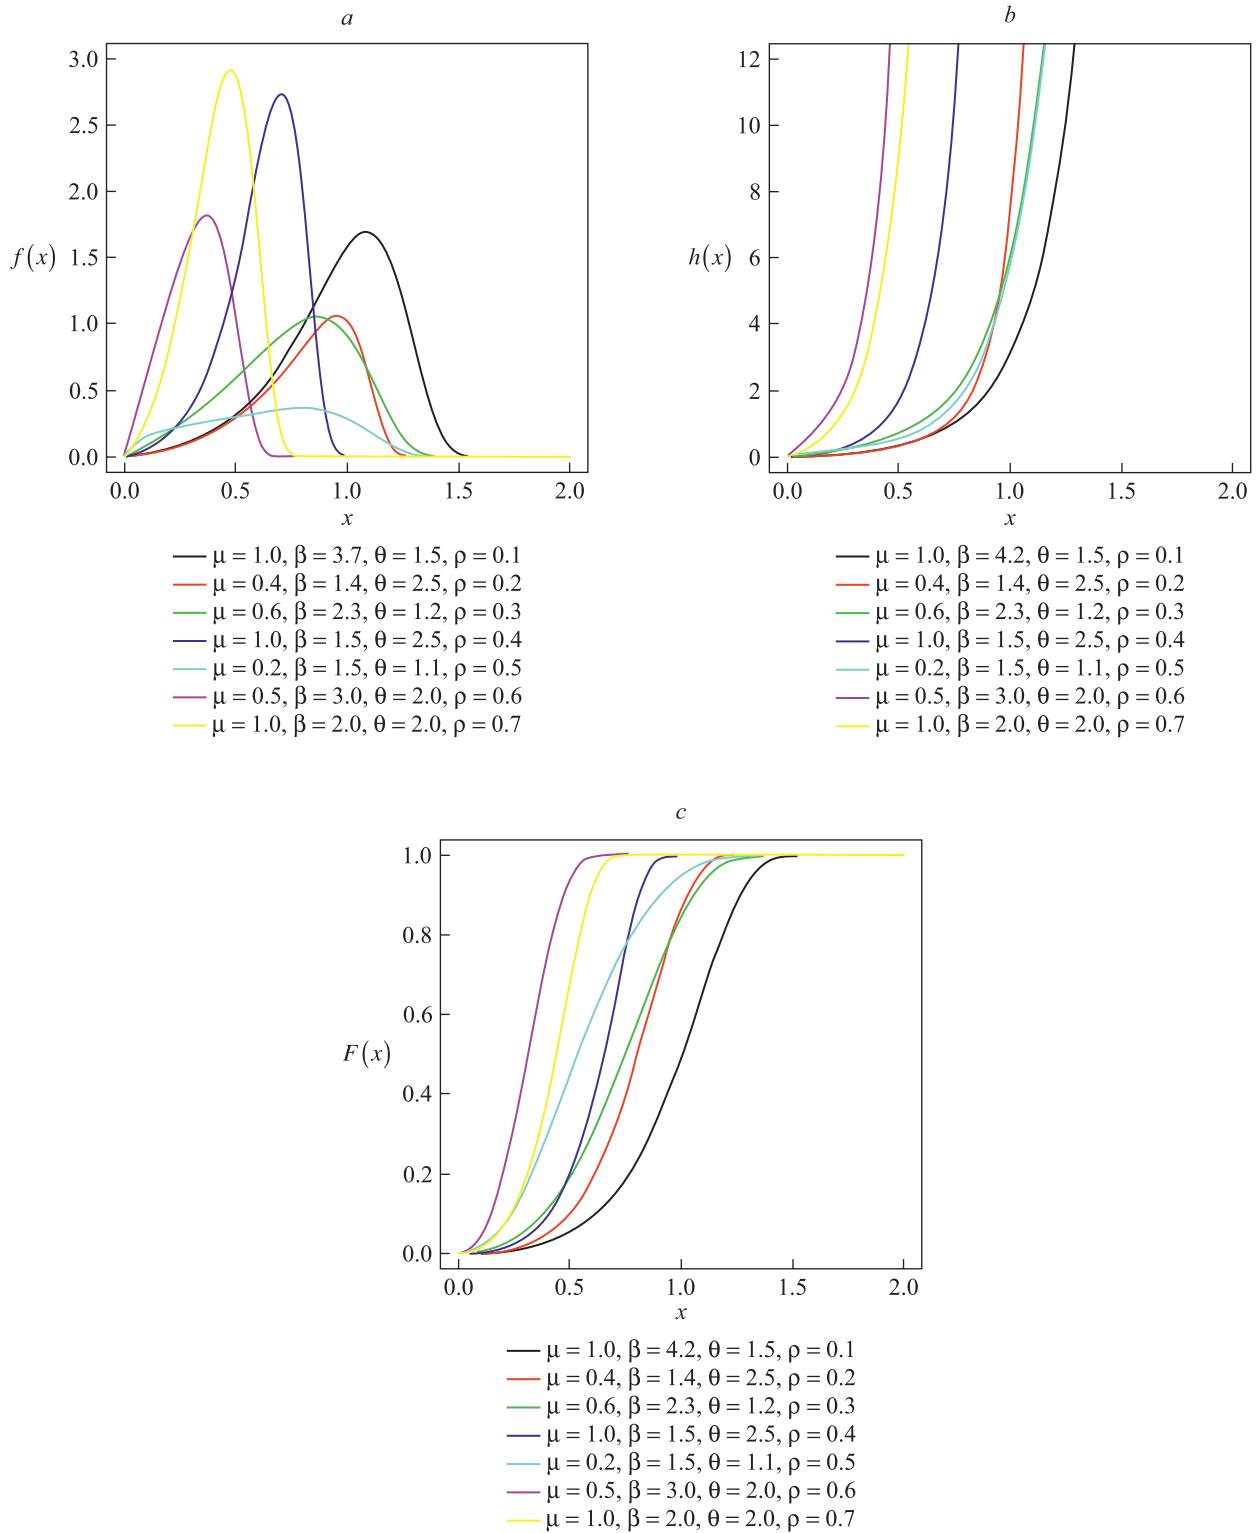 a
3.0
2.5
2.0
f(x) 1.5
1.0
0.5
0.0
0.0 0.5 1.0 1.5 2.0
x
μ = 1.0, β = 3.7, θ = 1.5, ρ = 0.1
μ = 0.4, β = 1.4, θ = 2.5, ρ = 0.2
μ = 0.6, β = 2.3, θ = 1.2, ρ = 0.3
μ = 1.0, β = 1.5, θ = 2.5, ρ = 0.4
μ = 0.2, β = 1.5, θ = 1.1, ρ = 0.5
μ = 0.5, β = 3.0, θ = 2.0, ρ = 0.6
μ = 1.0, β = 2.0, θ = 2.0, ρ = 0.7
b
12
10
8
h(x) 6
4
2
0
0.0 0.5 1.0 1.5 2.0
x
μ = 1.0, β = 4.2, θ = 1.5, ρ = 0.1
μ = 0.4, β = 1.4, θ = 2.5, ρ = 0.2
μ = 0.6, β = 2.3, θ = 1.2, ρ = 0.3
μ = 1.0, β = 1.5, θ = 2.5, ρ = 0.4
μ = 0.2, β = 1.5, θ = 1.1, ρ = 0.5
μ = 0.5, β = 3.0, θ = 2.0, ρ = 0.6
μ = 1.0, β = 2.0, θ = 2.0, ρ = 0.7
c
1.0
0.8
0.6
F(x)
0.4
0.2
0.0
0.0 0.5 1.0 1.5 2.0
x
μ = 1.0, β = 4.2, θ = 1.5, ρ = 0.1
μ = 0.4, β = 1.4, θ = 2.5, ρ = 0.2
μ = 0.6, β = 2.3, θ = 1.2, ρ = 0.3
μ = 1.0, β = 1.5, θ = 2.5, ρ = 0.4
μ = 0.2, β = 1.5, θ = 1.1, ρ = 0.5
μ = 0.5, β = 3.0, θ = 2.0, ρ = 0.6
μ = 1.0, β = 2.0, θ = 2.0, ρ = 0.7